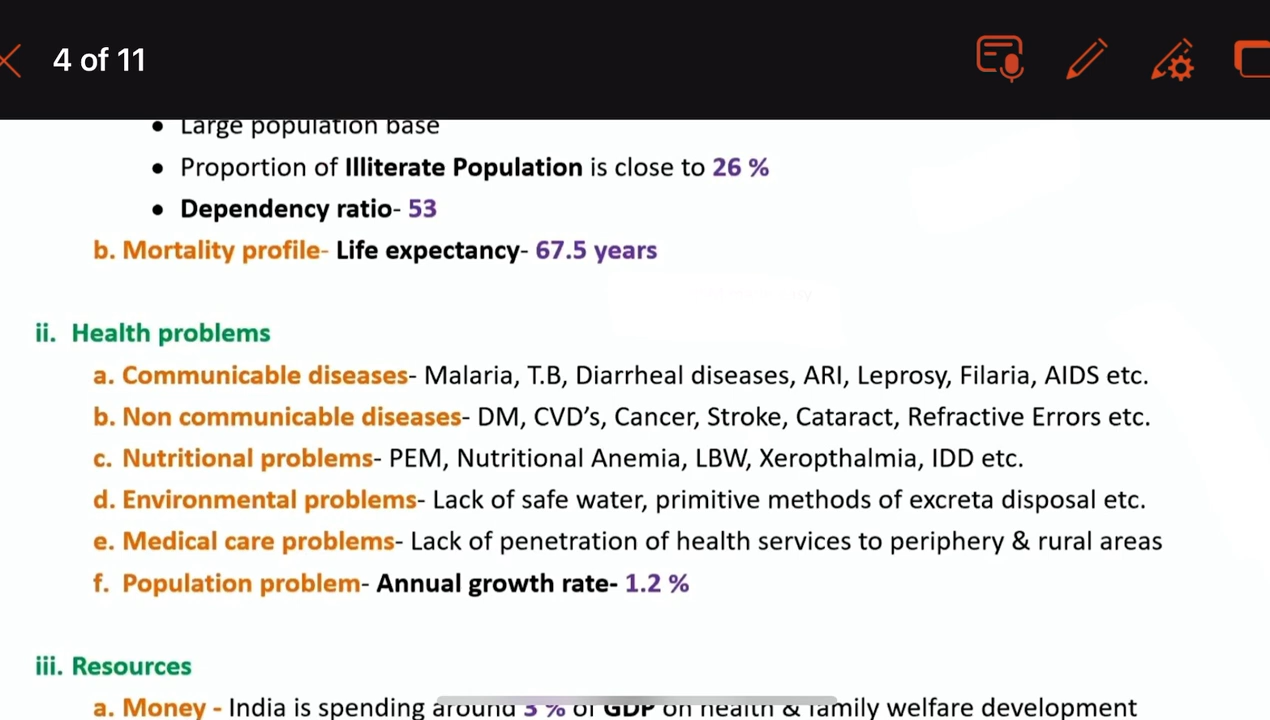 4 of 11
• Large population base
• Proportion of Illiterate Population is close to 26 %
• Dependency ratio- 53
b. Mortality profile- Life expectancy- 67.5 years
ii. Health problems
a. Communicable diseases- Malaria, T.B, Diarrheal diseases, ARI, Leprosy, Filaria, AIDS etc.
b. Non communicable diseases- DM, CVD’s, Cancer, Stroke, Cataract, Refractive Errors etc.
c. Nutritional problems- PEM, Nutritional Anemia, LBW, Xeropthalmia, IDD etc.
d. Environmental problems- Lack of safe water, primitive methods of excreta disposal etc.
e. Medical care problems- Lack of penetration of health services to periphery & rural areas
f. Population problem- Annual growth rate- 1.2 %
iii. Resources
a. Money - India is spending around 3 % of GDP on health & family welfare development